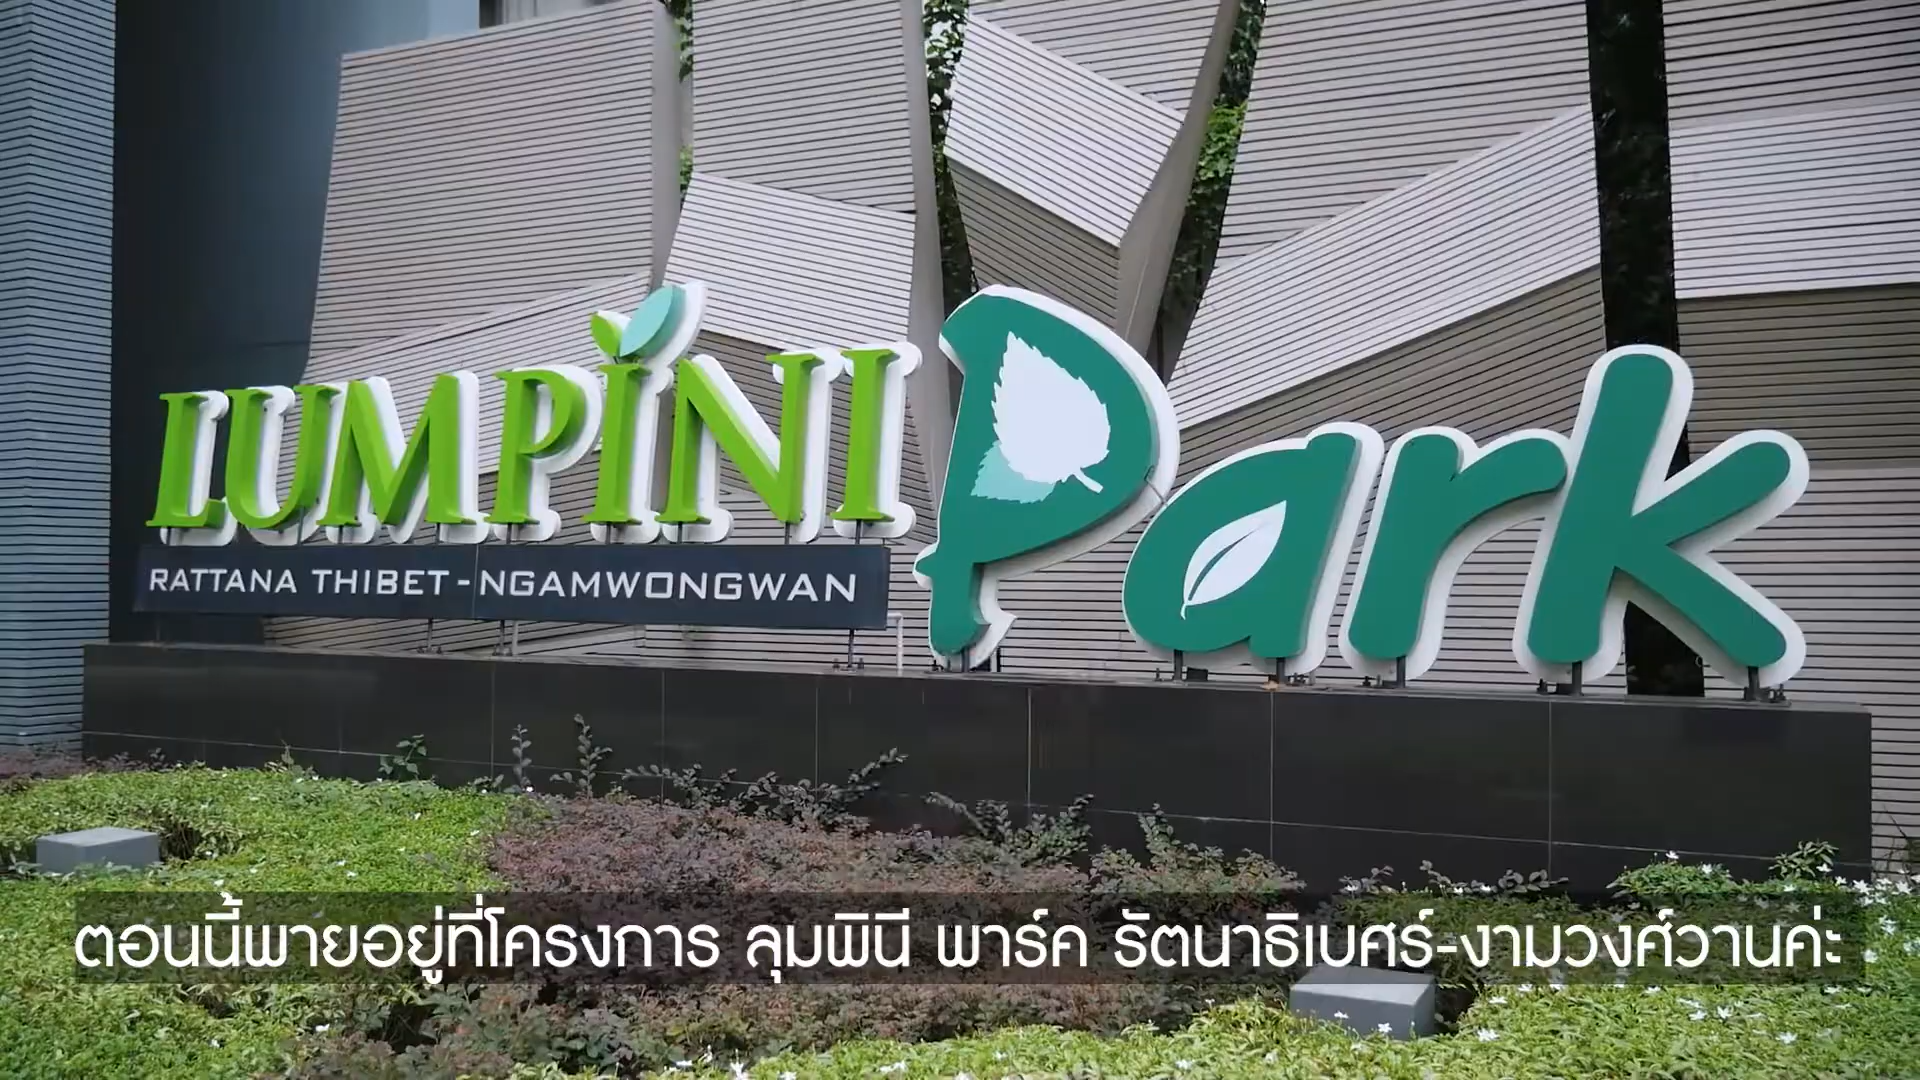 LUMPINI Park
RATTANA THIBET-NGAMWONGWAN
ตอนนี้พายอยู่ที่โครงการ ลุมพินี พาร์ค รัตนาธิเบศร์-งามวงศ์วานค่ะ